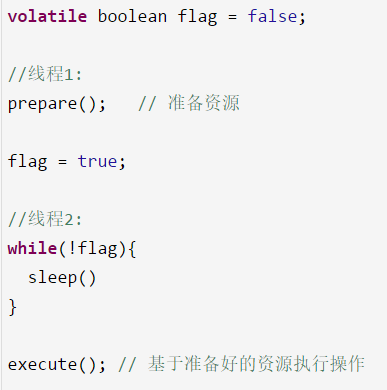 volatile boolean flag = false;
//线程1:
prepare();   // 准备资源
flag = true;
//线程2:
while(!flag){
  sleep()
}
execute(); // 基于准备好的资源执行操作